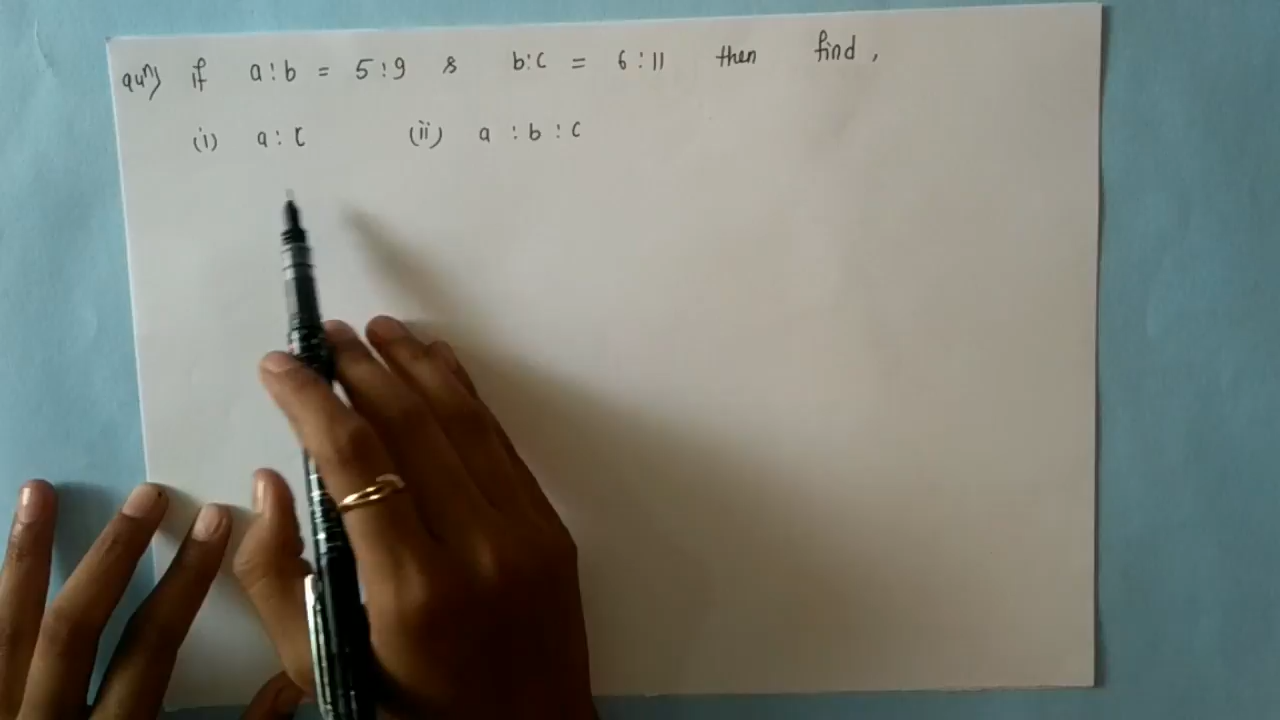 qun) if a:b = 5:9 & b:c = 6:11 then find,
(i) a:c (ii) a:b:c